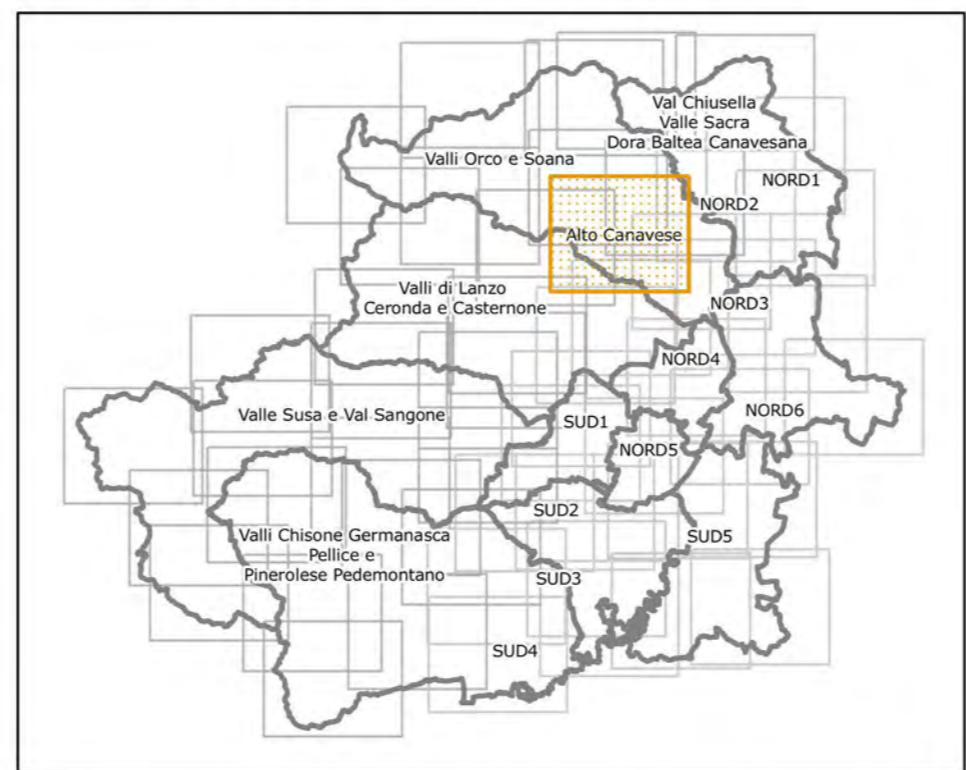 Val Chiusella
Valle Sacra
Dora Baltea Canavesana
Valli Orco e Soana
NORD1
NORD2
Alto Canavese
Valli di Lanzo
Ceronda e Casternone
NORD3
NORD4
Valle Susa e Val Sangone
SUD1
NORD6
NORD5
SUD2
Valli Chisone Germanasca
Pellice e
Pinerolese Pedemontano
SUD5
SUD3
SUD4